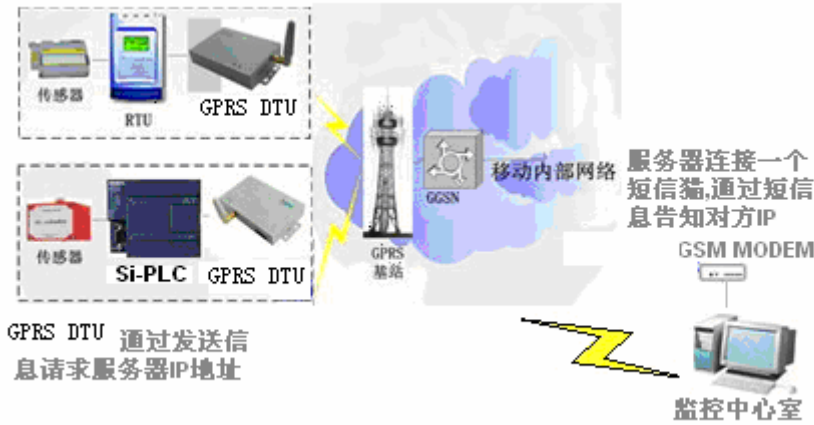 传感器
RTU
GPRS DTU
传感器
Si-PLC
GPRS DTU
GPRS
基站
GGSN
移动内部网络
服务器连接一个
短信猫,通过短信
息告知对方IP
GSM MODEM
GPRS DTU 通过发送信
息请求服务器IP地址
监控中心室